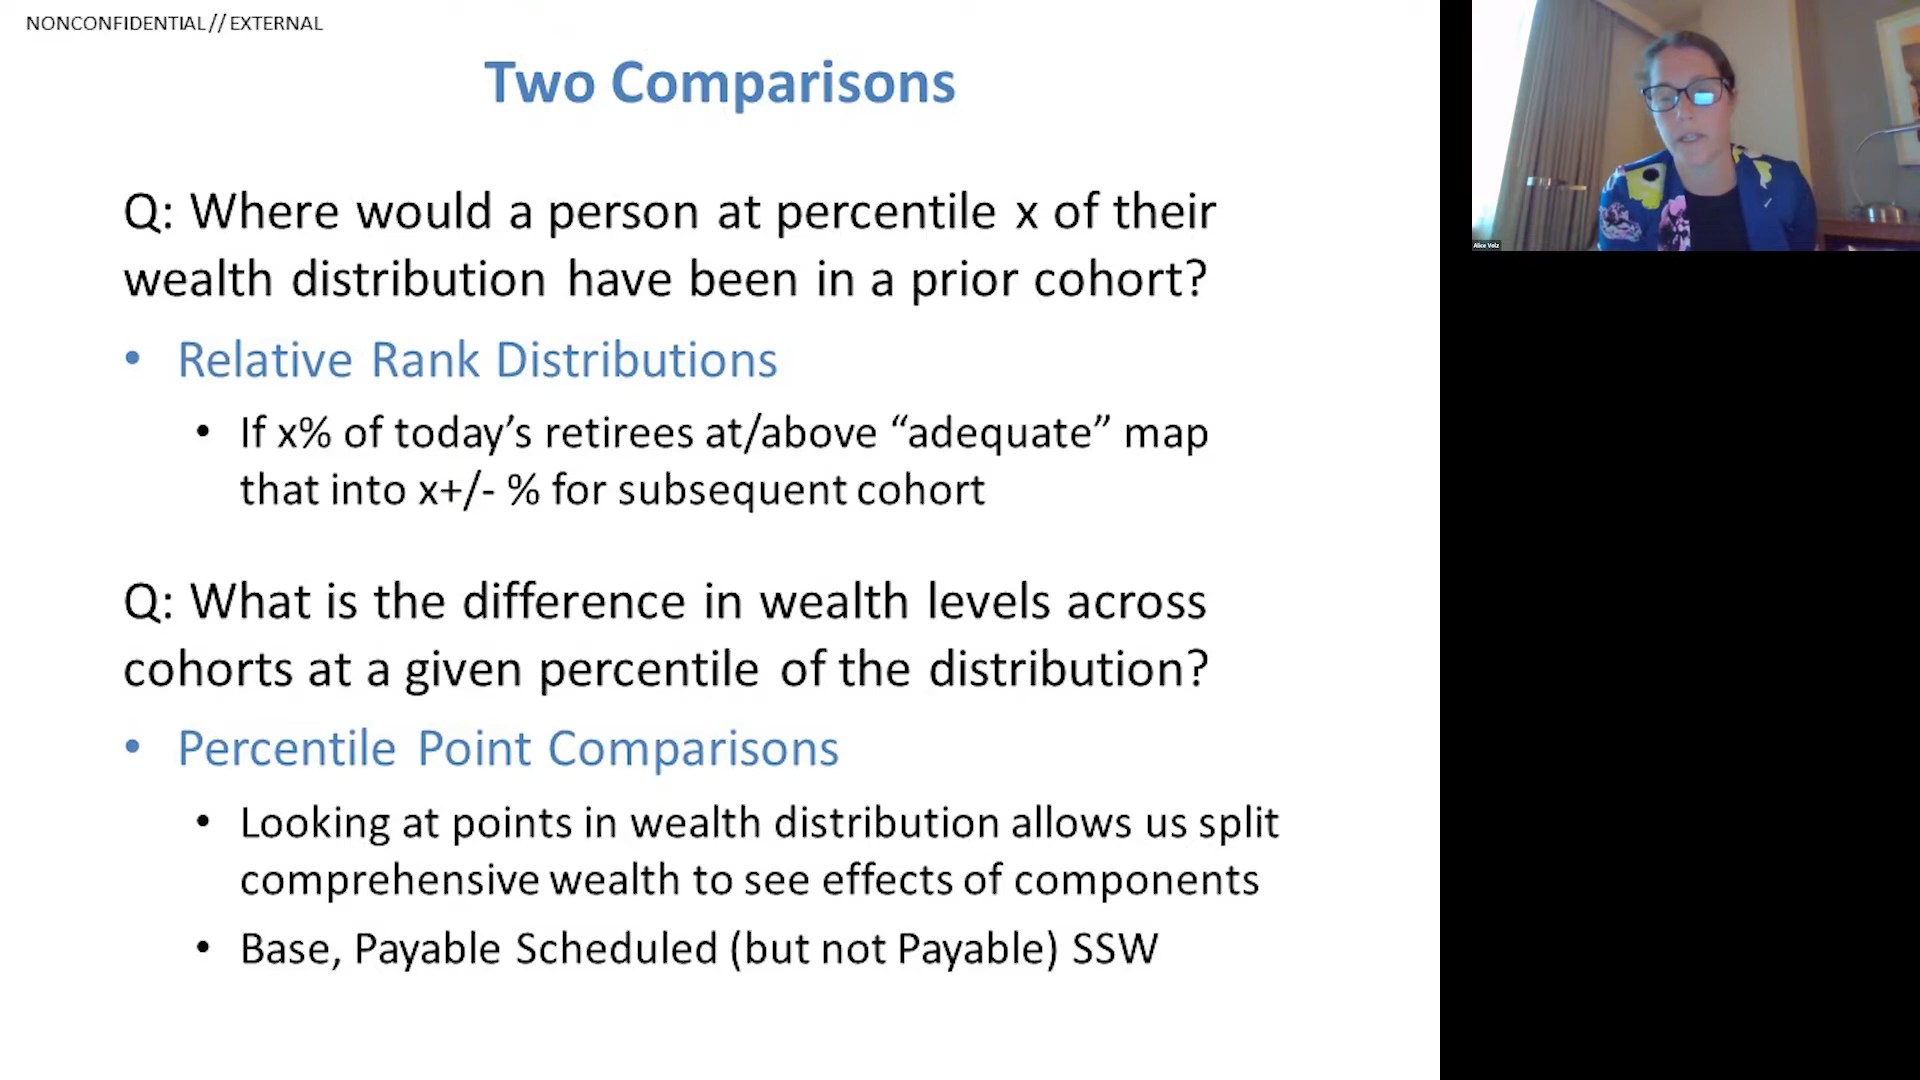 NONCONFIDENTIAL//EXTERNAL
Two Comparisons
Q: Where would a person at percentile x of their
wealth distribution have been in a prior cohort?
• Relative Rank Distributions
• If x% of today’s retirees at/above “adequate” map
that into x+/- % for subsequent cohort
Q: What is the difference in wealth levels across
cohorts at a given percentile of the distribution?
• Percentile Point Comparisons
• Looking at points in wealth distribution allows us split
comprehensive wealth to see effects of components
• Base, Payable Scheduled (but not Payable) SSW
Alice Volz